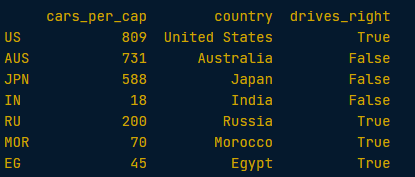 cars_per_cap country drives_right
US 809 United States True
AUS 731 Australia False
JPN 588 Japan False
IN 18 India False
RU 200 Russia True
MOR 70 Morocco True
EG 45 Egypt True